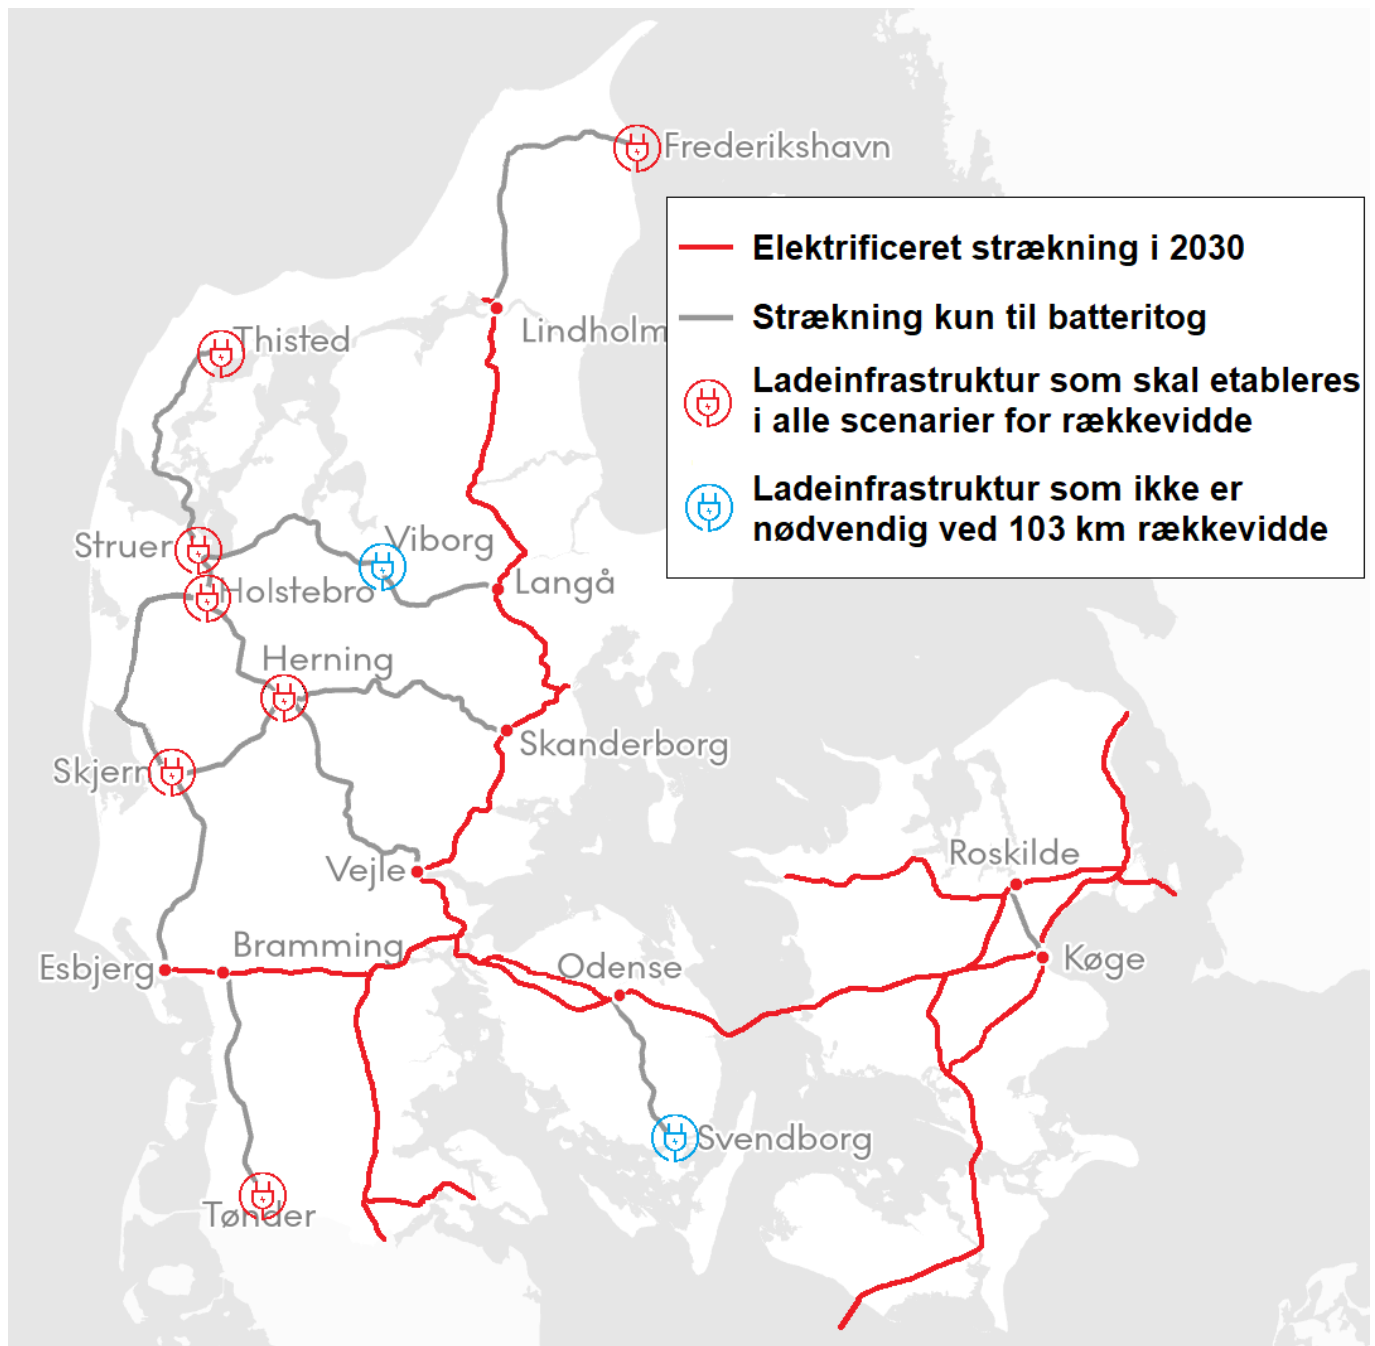 Frederikshavn
Elektrificeret strækning i 2030
Strækning kun til batteritog
Ladeinfrastruktur som skal etableres
i alle scenarier for rækkevidde
Ladeinfrastruktur som ikke er
nødvendig ved 103 km rækkevidde
Lindholm
Thisted
Struer
Viborg
Langå
Holstebro
Herning
Skanderborg
Skjern
Vejle
Roskilde
Bramming
Esbjerg
Odense
Køge
Svendborg
Tønder